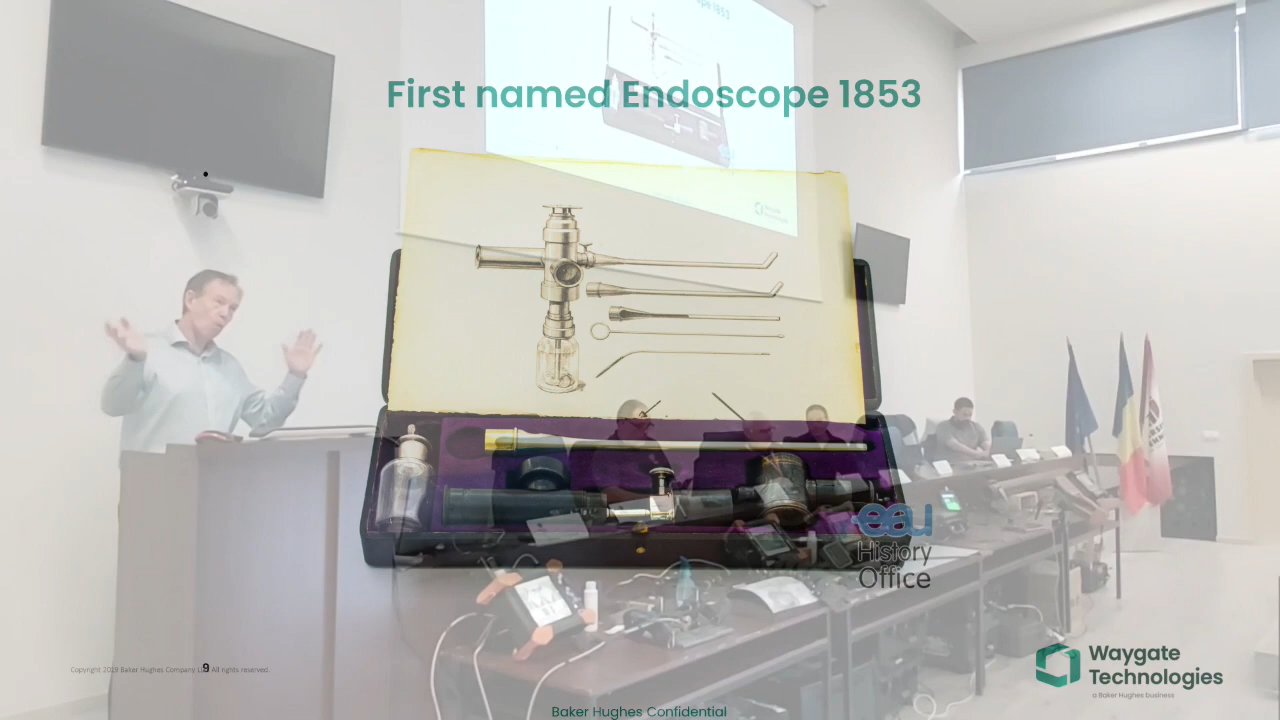 First named Endoscope 1853
eau
History
Office
Waygate
Technologies
a Baker Hughes business
Copyright 2019 Baker Hughes Company LLC. All rights reserved.
9
Baker Hughes Confidential